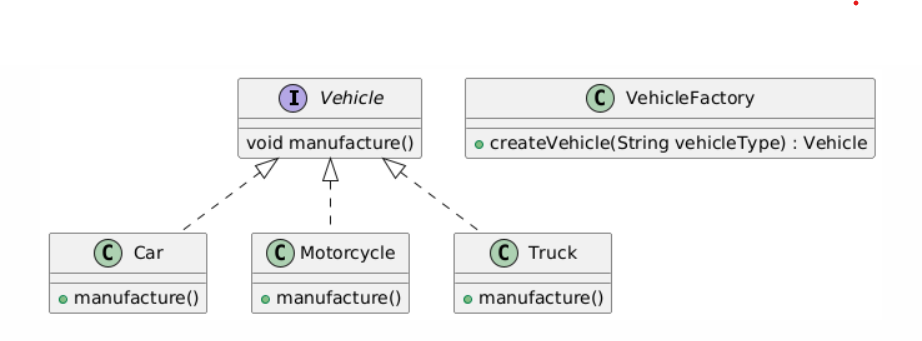 I Vehicle
void manufacture()
C VehicleFactory
createVehicle(String vehicleType) : Vehicle
C Car
manufacture()
C Motorcycle
manufacture()
C Truck
manufacture()